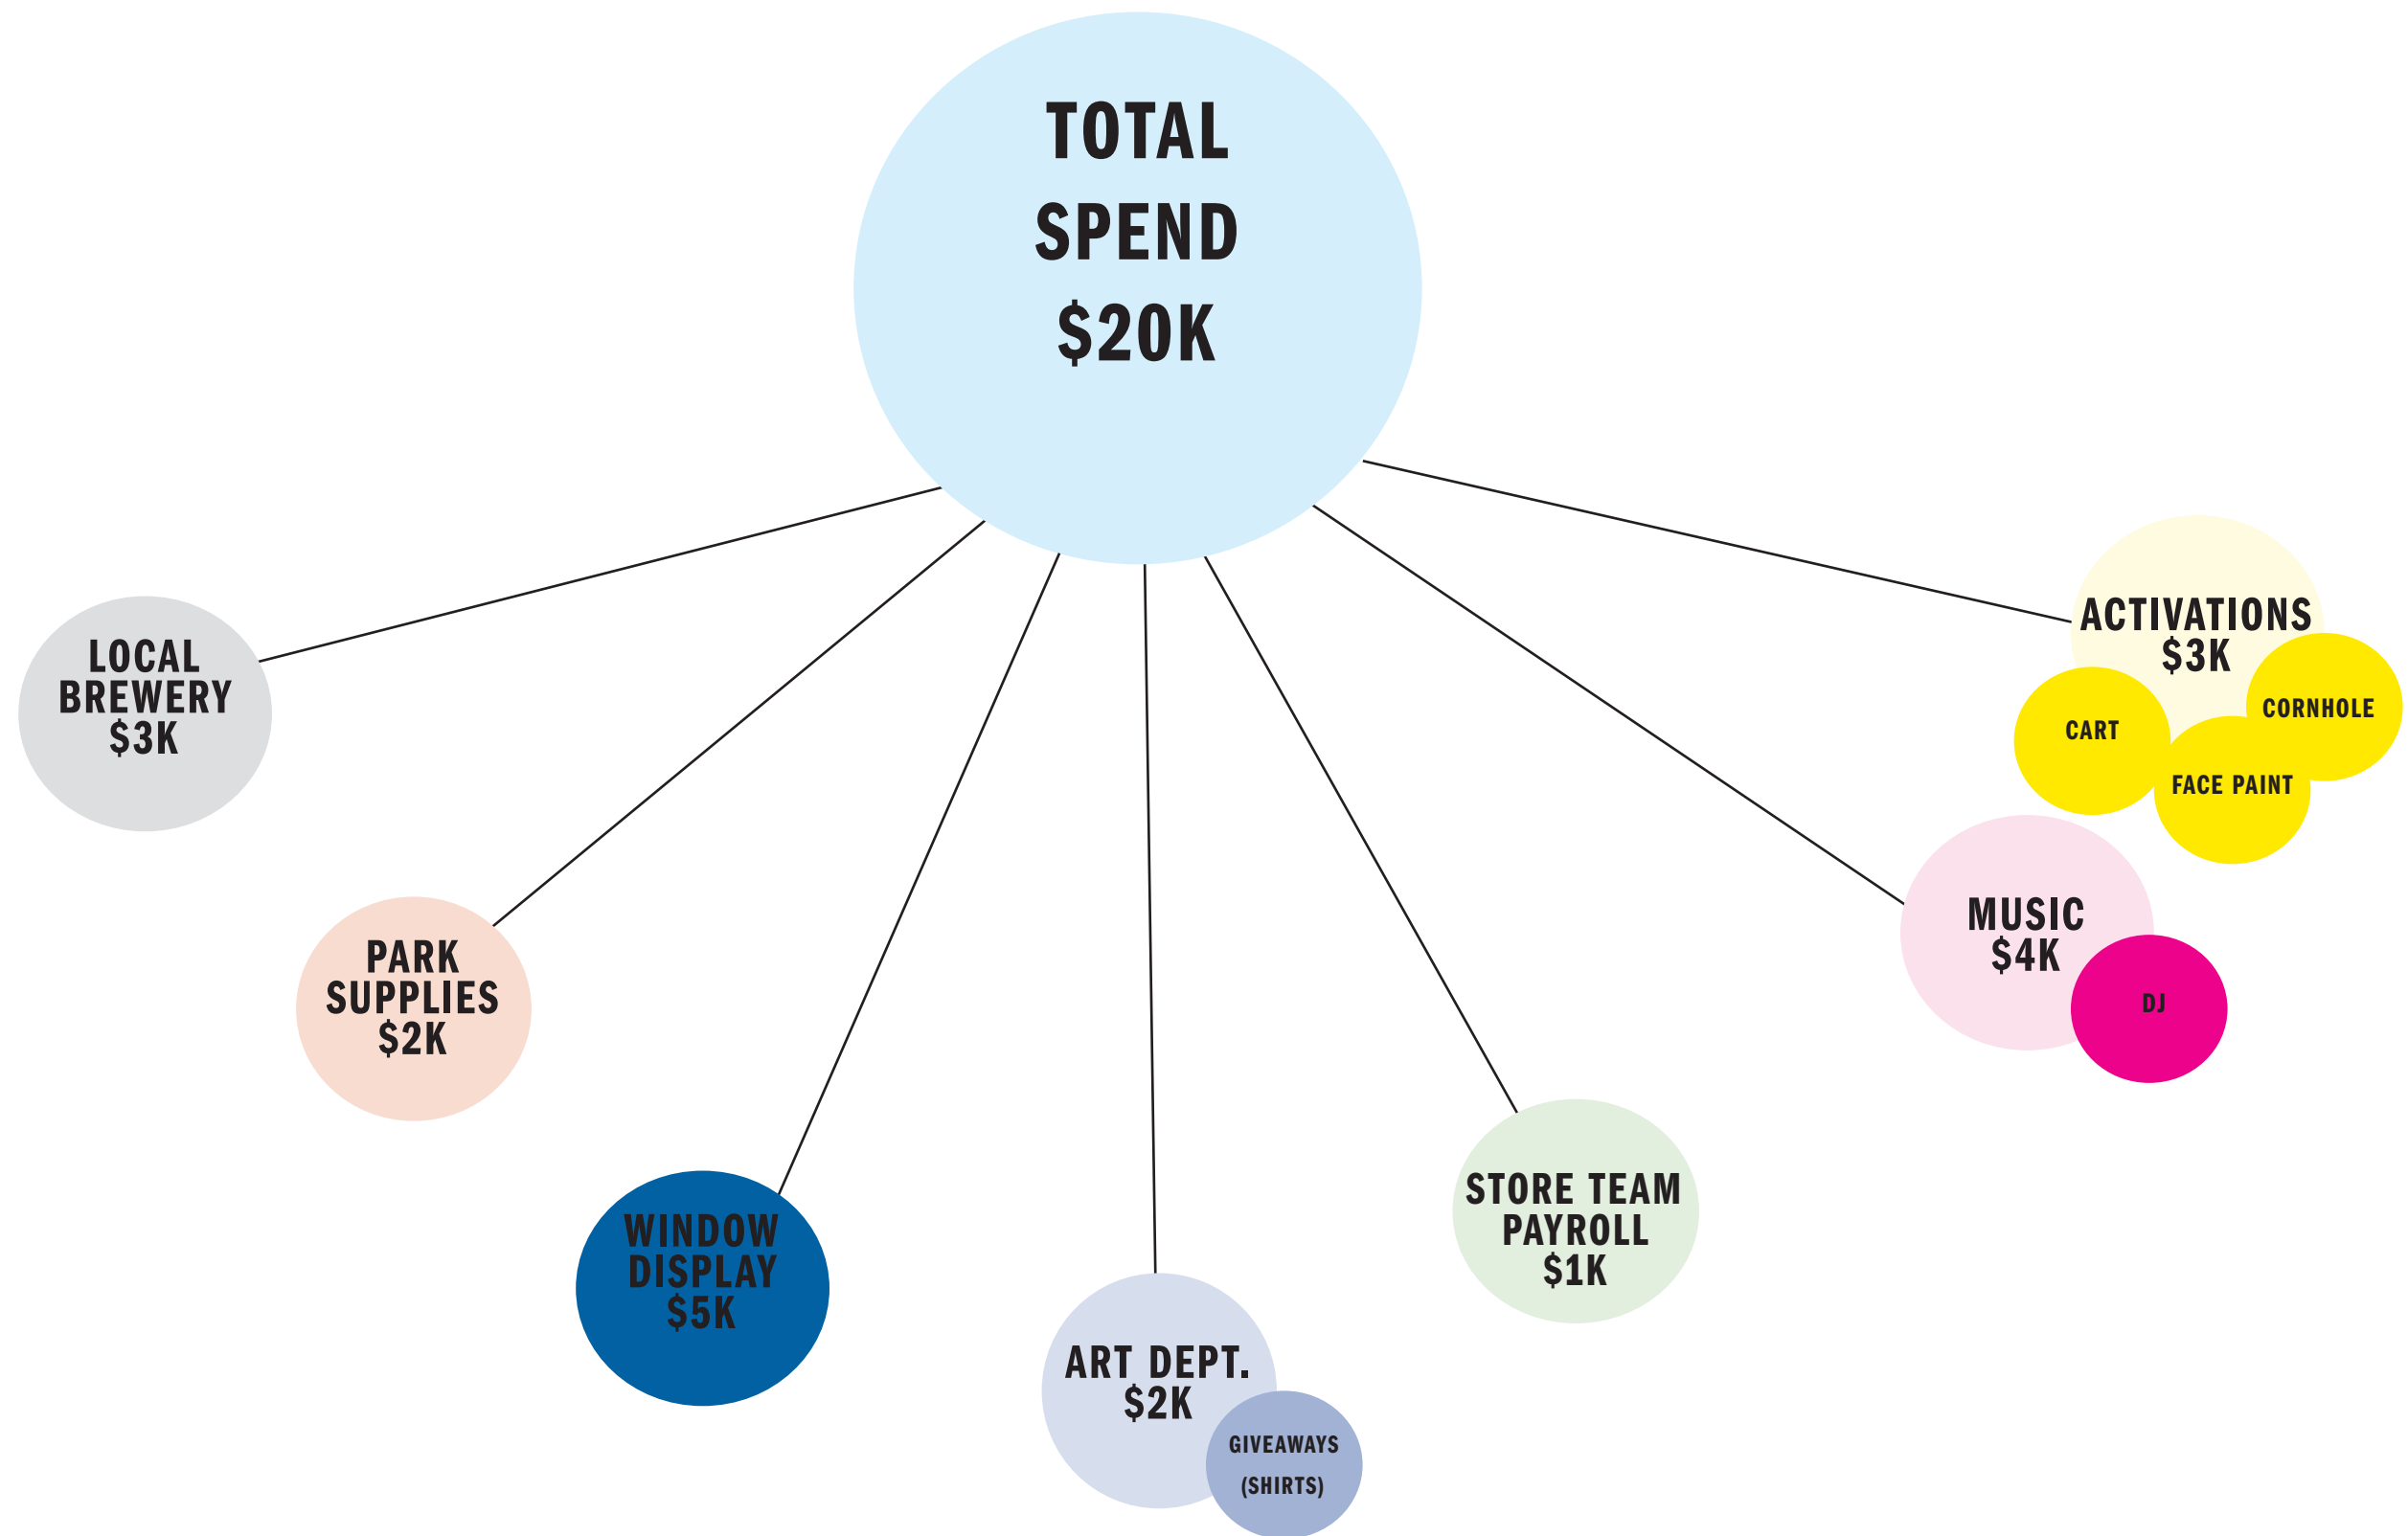 TOTAL
SPEND
$20K
LOCAL
BREWERY
$3K
PARK
SUPPLIES
$2K
WINDOW
DISPLAY
$5K
ART DEPT.
$2K
GIVEAWAYS
(SHIRTS)
STORE TEAM
PAYROLL
$1K
MUSIC
$4K
DJ
ACTIVATIONS
$3K
CART
FACE PAINT
CORNHOLE